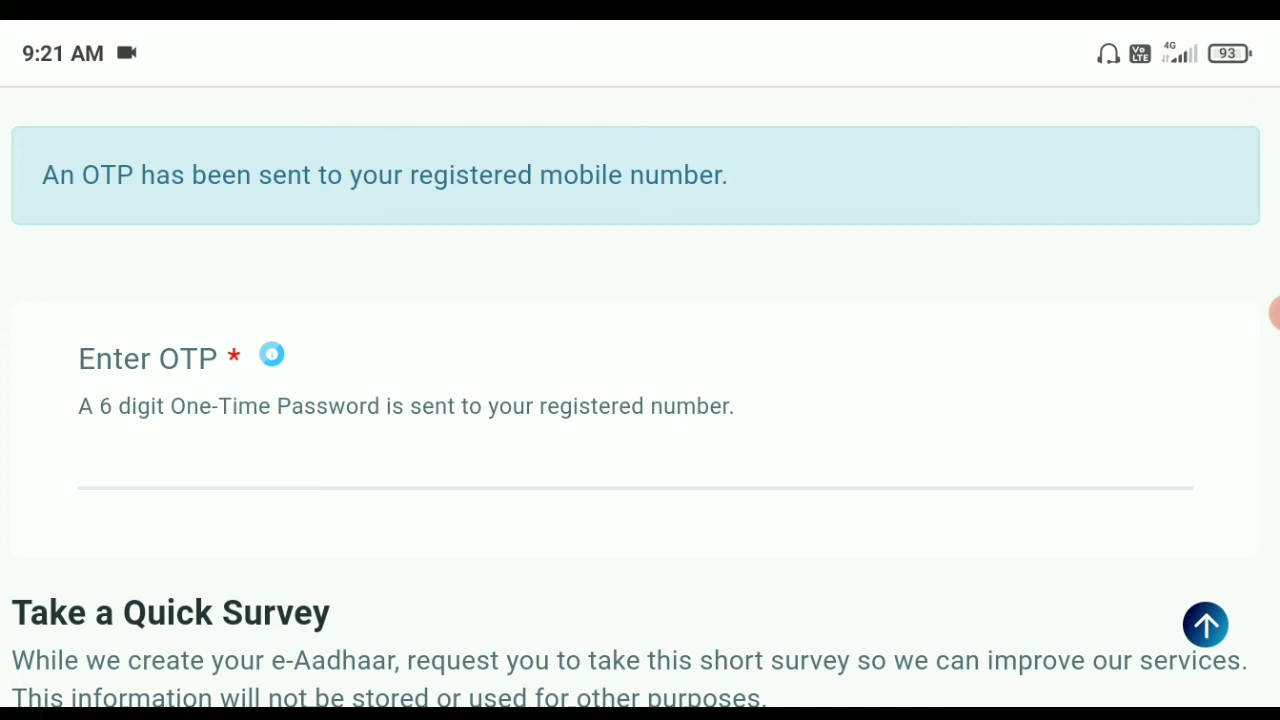 9:21 AM
4G
Vo
LTE
93
An OTP has been sent to your registered mobile number.
Enter OTP *
A 6 digit One-Time Password is sent to your registered number.
Take a Quick Survey
While we create your e-Aadhaar, request you to take this short survey so we can improve our services.
This information will not be stored or used for other purposes.